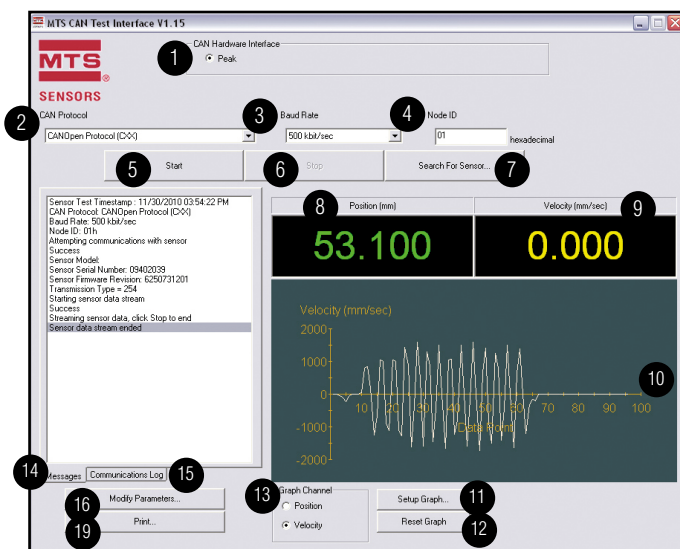 MTS CAN Test Interface V1.15
MTS
®
SENSORS
1
CAN Hardware Interface
Peak
2
CAN Protocol
CANOpen Protocol (CXX)
3
Baud Rate
500 kbit/sec
4
Node ID
01
hexadecimal
5
Start
6
Stop
7
Search For Sensor...
Sensor Test Timestamp : 11/30/2010 03:54:22 PM
CAN Protocol: CANOpen Protocol (CXX)
Baud Rate: 500 kbit/sec
Node ID: 01h
Attempting communications with sensor
Success
Sensor Model:
Sensor Serial Number: 09402039
Sensor Firmware Revision: 6250731201
Transmission Type = 254
Starting sensor data stream
Success
Streaming sensor data, click Stop to end
Sensor data stream ended
8
Position (mm)
53.100
9
Velocity (mm/sec)
0.000
10
Velocity (mm/sec)
2000
1000
0
-1000
-2000
10 20 30 40 50 60 70 80 90 100
Data Point
14
Messages
Communications Log
15
16
Modify Parameters...
19
Print...
13
Graph Channel
Position
Velocity
Setup Graph...
11
Reset Graph
12